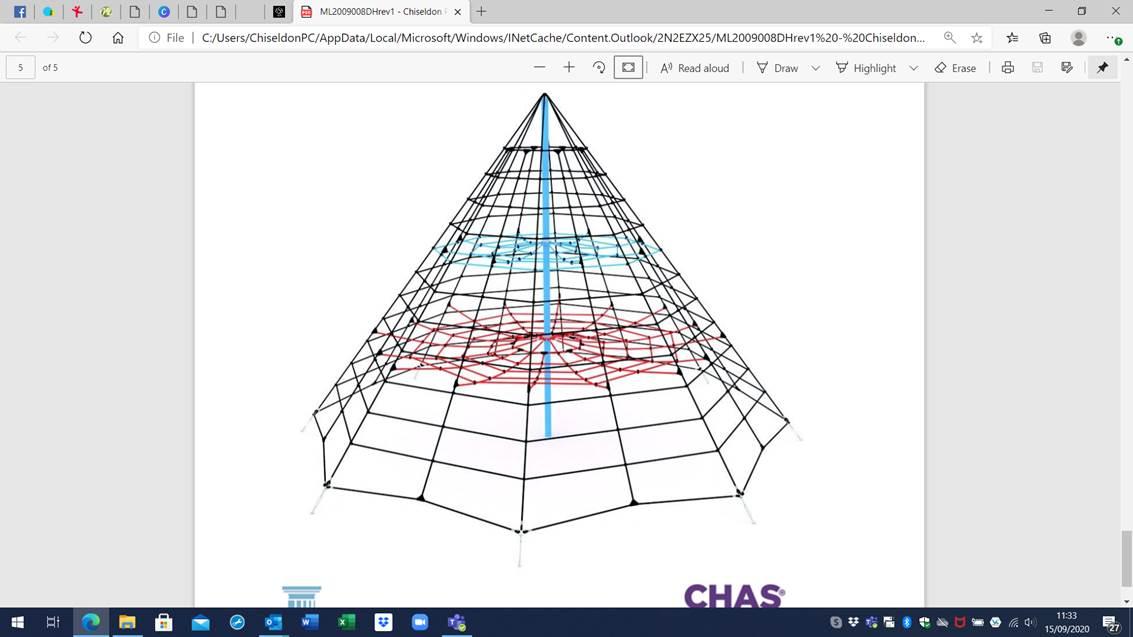 ML2009008DHrev1 - Chiseldon
File
C:/Users/ChiseldonPC/AppData/Local/Microsoft/Windows/INetCache/Content.Outlook/2N2EZX25/ML2009008DHrev1%20-%20Chiseldon...
5 of 5
Read aloud
Draw
Highlight
Erase
CHAS
11:33
15/09/2020
27